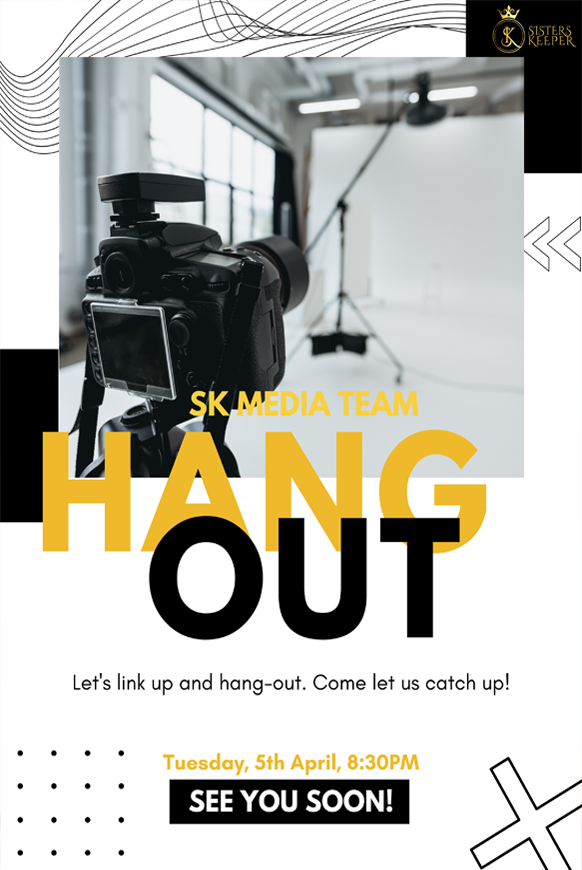 SISTERS
KEEPER
SK MEDIA TEAM
HANG
OUT
Let's link up and hang-out. Come let us catch up!
Tuesday, 5th April, 8:30PM
SEE YOU SOON!